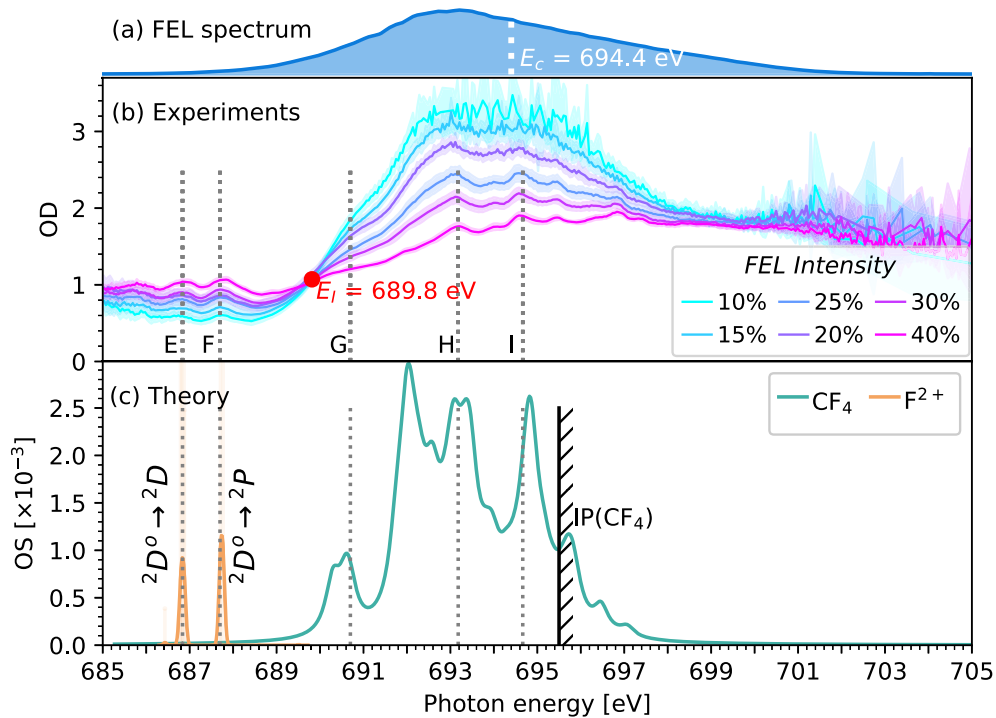 (a) FEL spectrum
E_c = 694.4 eV
(b) Experiments
OD
3
2
1
0
E_I = 689.8 eV
E F G H I
FEL Intensity
10% 25% 30%
15% 20% 40%
(c) Theory
OS [×10⁻³]
2.5
2.0
1.5
1.0
0.5
0.0
²Dᵒ → ²D
²Dᵒ → ²P
IP(CF₄)
CF₄ F²⁺
685 687 689 691 693 695 697 699 701 703 705
Photon energy [eV]